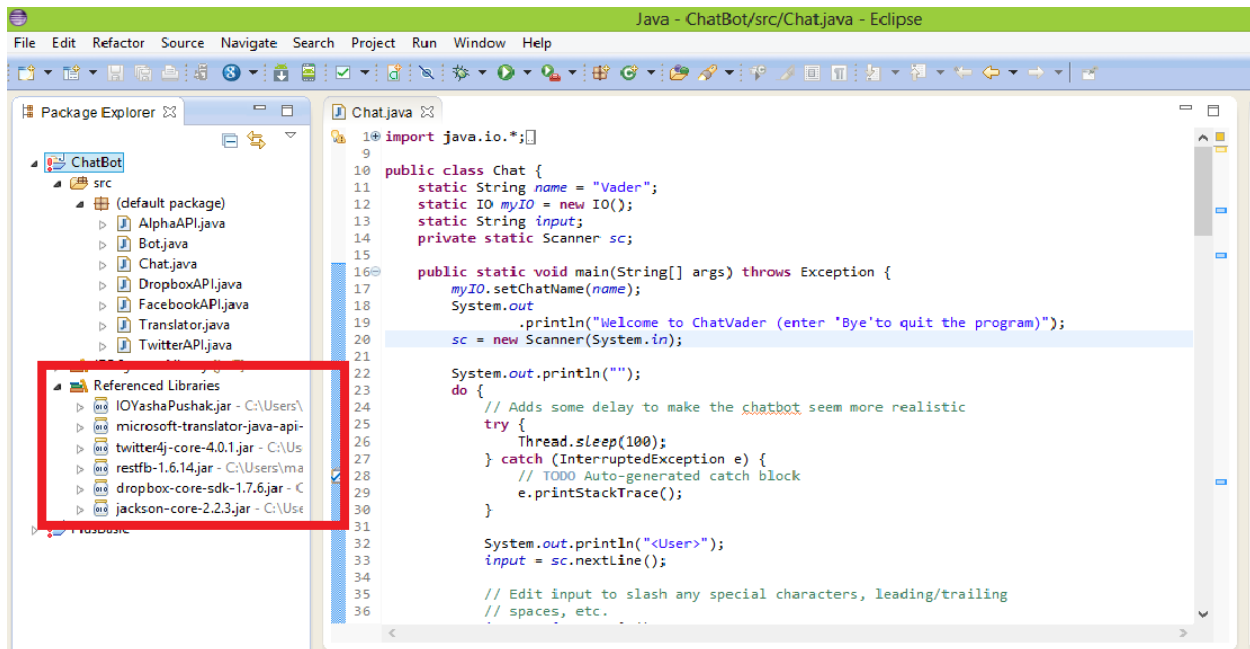 Java - ChatBot/src/Chat.java - Eclipse
File Edit Refactor Source Navigate Search Project Run Window Help
Package Explorer
ChatBot
src
(default package)
AlphaAPI.java
Bot.java
Chat.java
DropboxAPI.java
FacebookAPI.java
Translator.java
TwitterAPI.java
Referenced Libraries
IOYashaPushak.jar - C:\Users\
microsoft-translator-java-api-
twitter4j-core-4.0.1.jar - C:\Us
restfb-1.6.14.jar - C:\Users\ma
dropbox-core-sdk-1.7.6.jar - C
jackson-core-2.2.3.jar - C:\Use
Chat.java
1 import java.io.*;
9
10 public class Chat {
11 static String name = "Vader";
12 static IO myIO = new IO();
13 static String input;
14 private static Scanner sc;
15
16 public static void main(String[] args) throws Exception {
17 myIO.setChatName(name);
18 System.out
19 .println("Welcome to ChatVader (enter 'Bye'to quit the program)");
20 sc = new Scanner(System.in);
21
22 System.out.println("");
23 do {
24 // Adds some delay to make the chatbot seem more realistic
25 try {
26 Thread.sleep(100);
27 } catch (InterruptedException e) {
28 // TODO Auto-generated catch block
29 e.printStackTrace();
30 }
31
32 System.out.println("<User>");
33 input = sc.nextLine();
34
35 // Edit input to slash any special characters, leading/trailing
36 // spaces, etc.